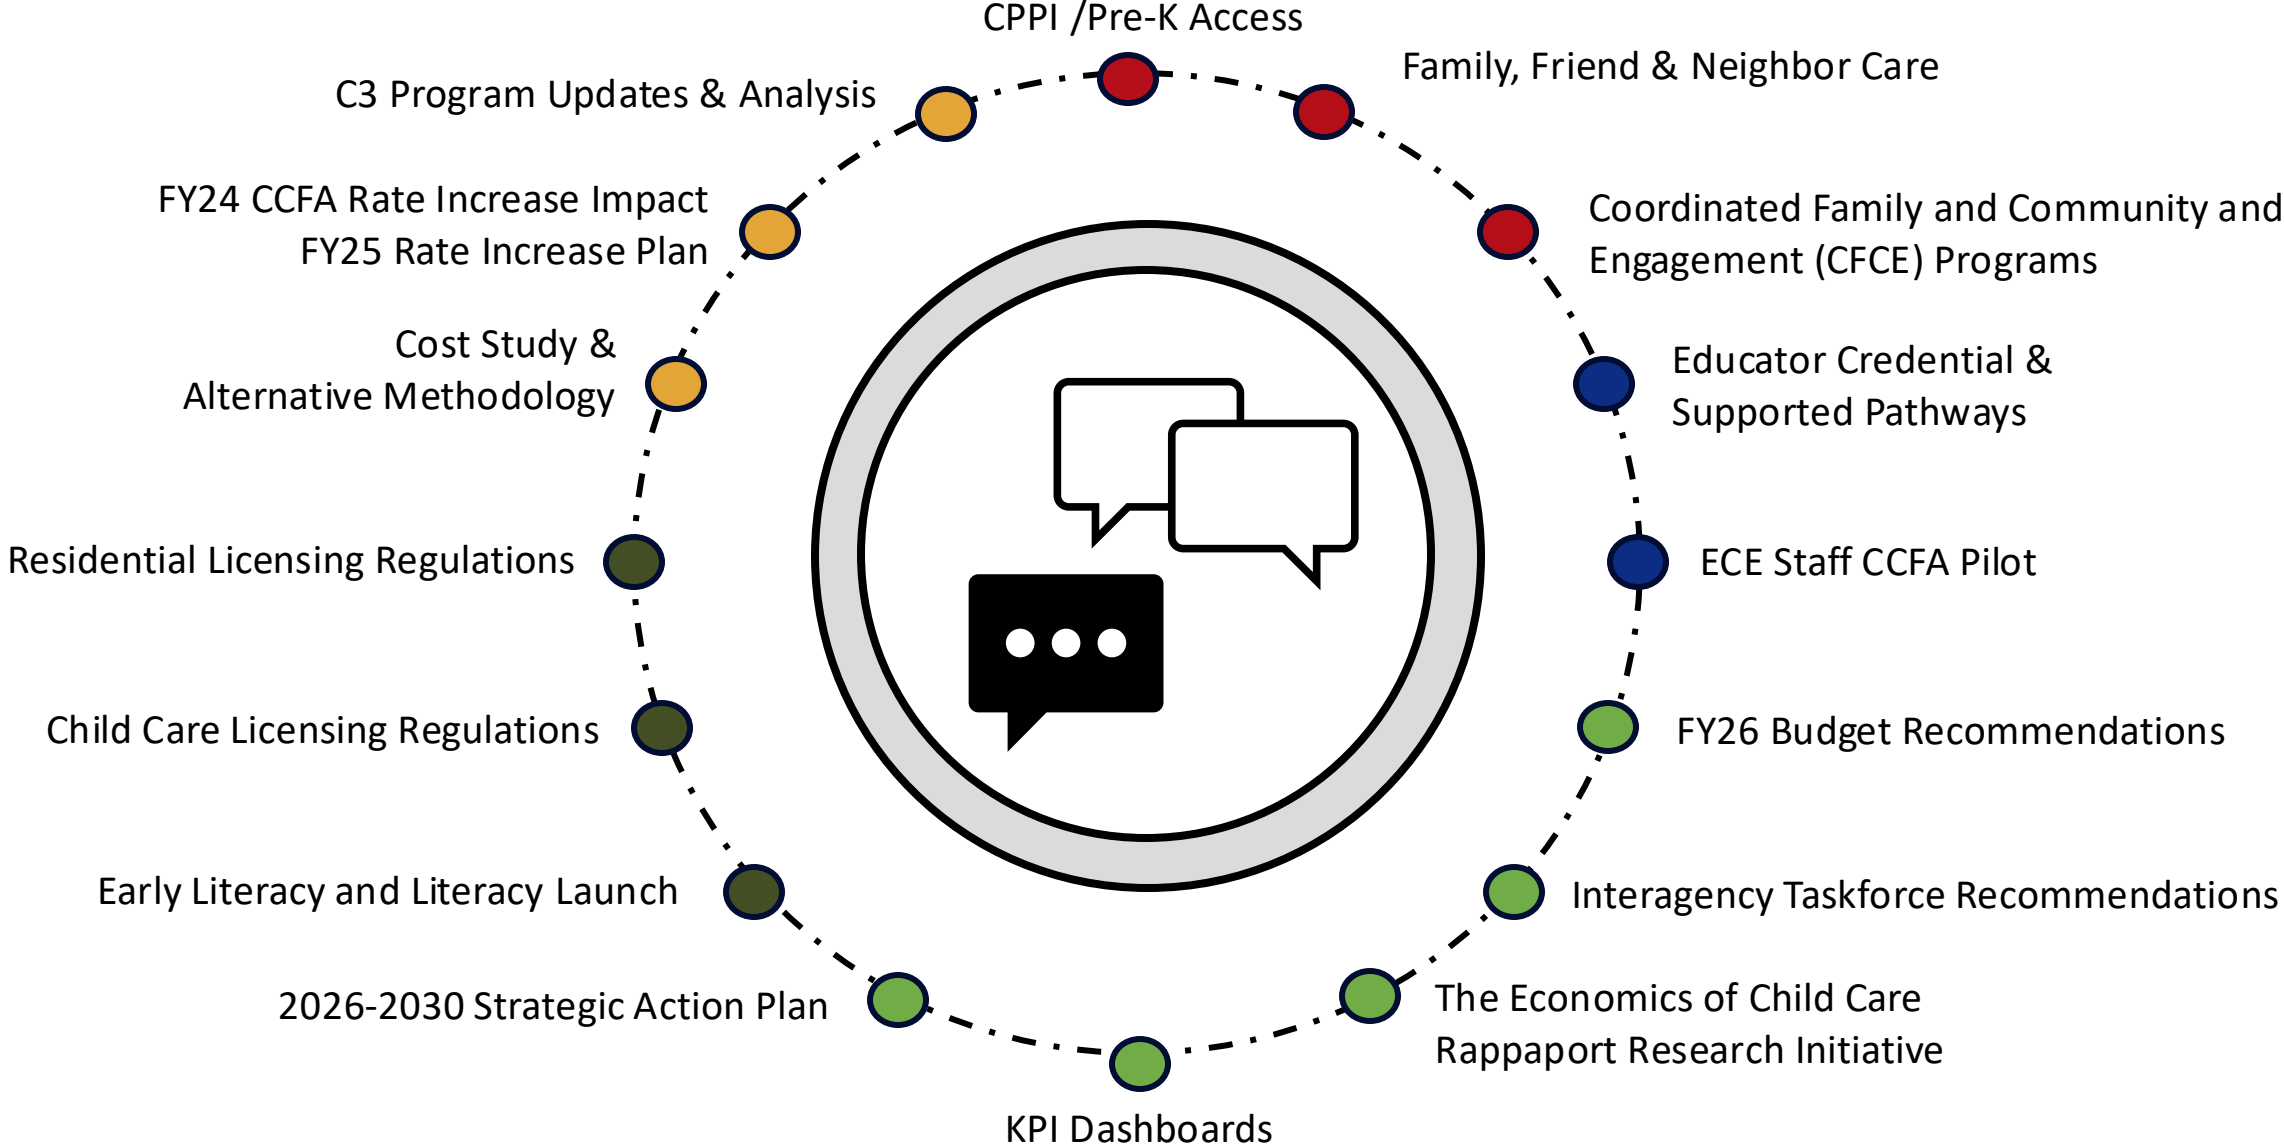 CPPI /Pre-K Access
Family, Friend & Neighbor Care
Coordinated Family and Community and
Engagement (CFCE) Programs
Educator Credential &
Supported Pathways
ECE Staff CCFA Pilot
FY26 Budget Recommendations
Interagency Taskforce Recommendations
The Economics of Child Care
Rappaport Research Initiative
KPI Dashboards
2026-2030 Strategic Action Plan
Early Literacy and Literacy Launch
Child Care Licensing Regulations
Residential Licensing Regulations
Cost Study &
Alternative Methodology
FY24 CCFA Rate Increase Impact
FY25 Rate Increase Plan
C3 Program Updates & Analysis